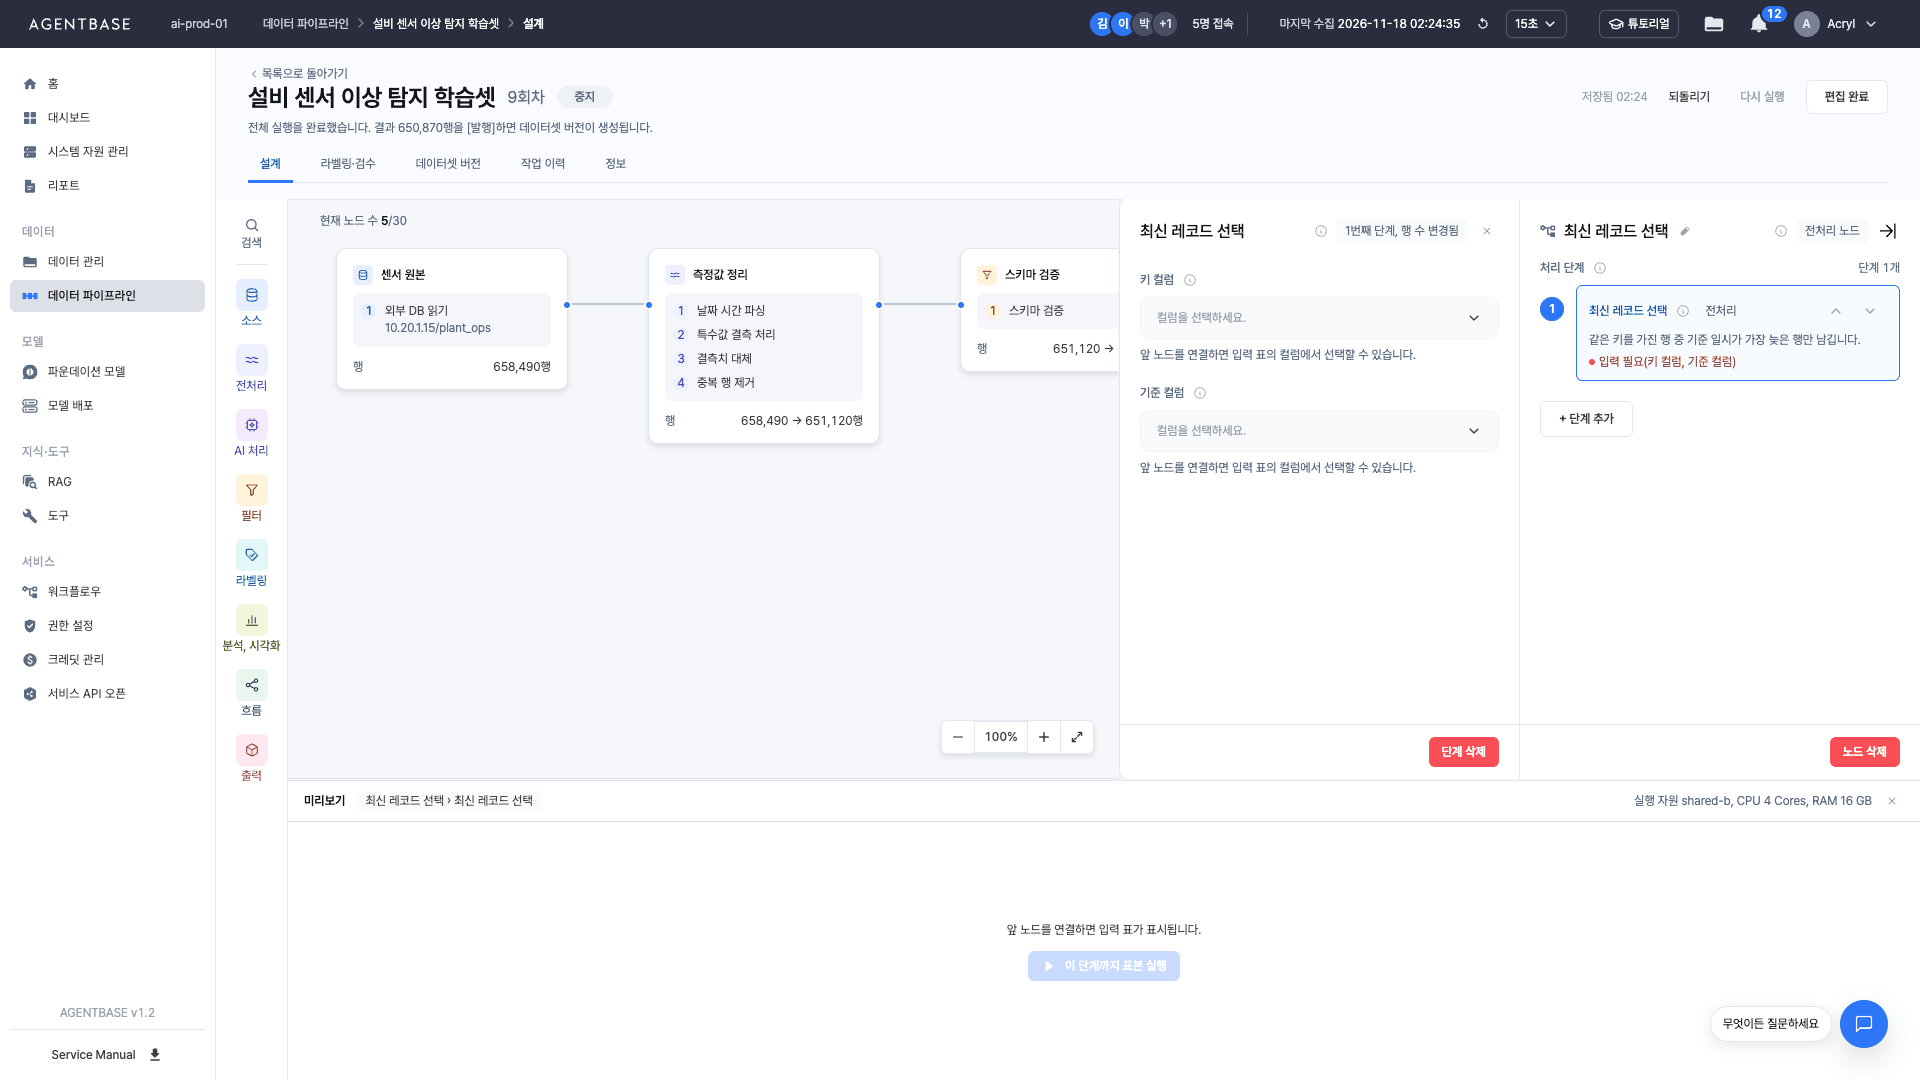 AGENTBASE
ai-prod-01
데이터 파이프라인 > 설비 센서 이상 탐지 학습셋 > 설계
김 이 박 +1 5명 접속
마지막 수집 2026-11-18 02:24:35
15초
튜토리얼
12
A Acryl
홈
대시보드
시스템 자원 관리
리포트
데이터
데이터 관리
데이터 파이프라인
모델
파운데이션 모델
모델 배포
지식·도구
RAG
도구
서비스
워크플로우
권한 설정
크레딧 관리
서비스 API 오픈
AGENTBASE v1.2
Service Manual
목록으로 돌아가기
설비 센서 이상 탐지 학습셋 9회차 중지
전체 실행을 완료했습니다. 결과 650,870행을 [발행]하면 데이터셋 버전이 생성됩니다.
저장됨 02:24 되돌리기 다시 실행 편집 완료
설계 라벨링·검수 데이터셋 버전 작업 이력 정보
검색
소스
전처리
AI 처리
필터
라벨링
분석, 시각화
흐름
출력
현재 노드 수 5/30
센서 원본
1 외부 DB 읽기
10.20.1.15/plant_ops
행 658,490행
측정값 정리
1 날짜 시간 파싱
2 특수값 결측 처리
3 결측치 대체
4 중복 행 제거
행 658,490 → 651,120행
스키마 검증
1 스키마 검증
행 651,120 →
100%
최신 레코드 선택
1번째 단계, 행 수 변경됨
키 컬럼
컬럼을 선택하세요.
앞 노드를 연결하면 입력 표의 컬럼에서 선택할 수 있습니다.
기준 컬럼
컬럼을 선택하세요.
앞 노드를 연결하면 입력 표의 컬럼에서 선택할 수 있습니다.
단계 삭제
최신 레코드 선택
전처리 노드
처리 단계 단계 1개
1 최신 레코드 선택 전처리
같은 키를 가진 행 중 기준 일시가 가장 늦은 행만 남깁니다.
입력 필요(키 컬럼, 기준 컬럼)
+ 단계 추가
노드 삭제
미리보기 최신 레코드 선택 › 최신 레코드 선택
실행 자원 shared-b, CPU 4 Cores, RAM 16 GB
앞 노드를 연결하면 입력 표가 표시됩니다.
이 단계까지 표본 실행
무엇이든 질문하세요